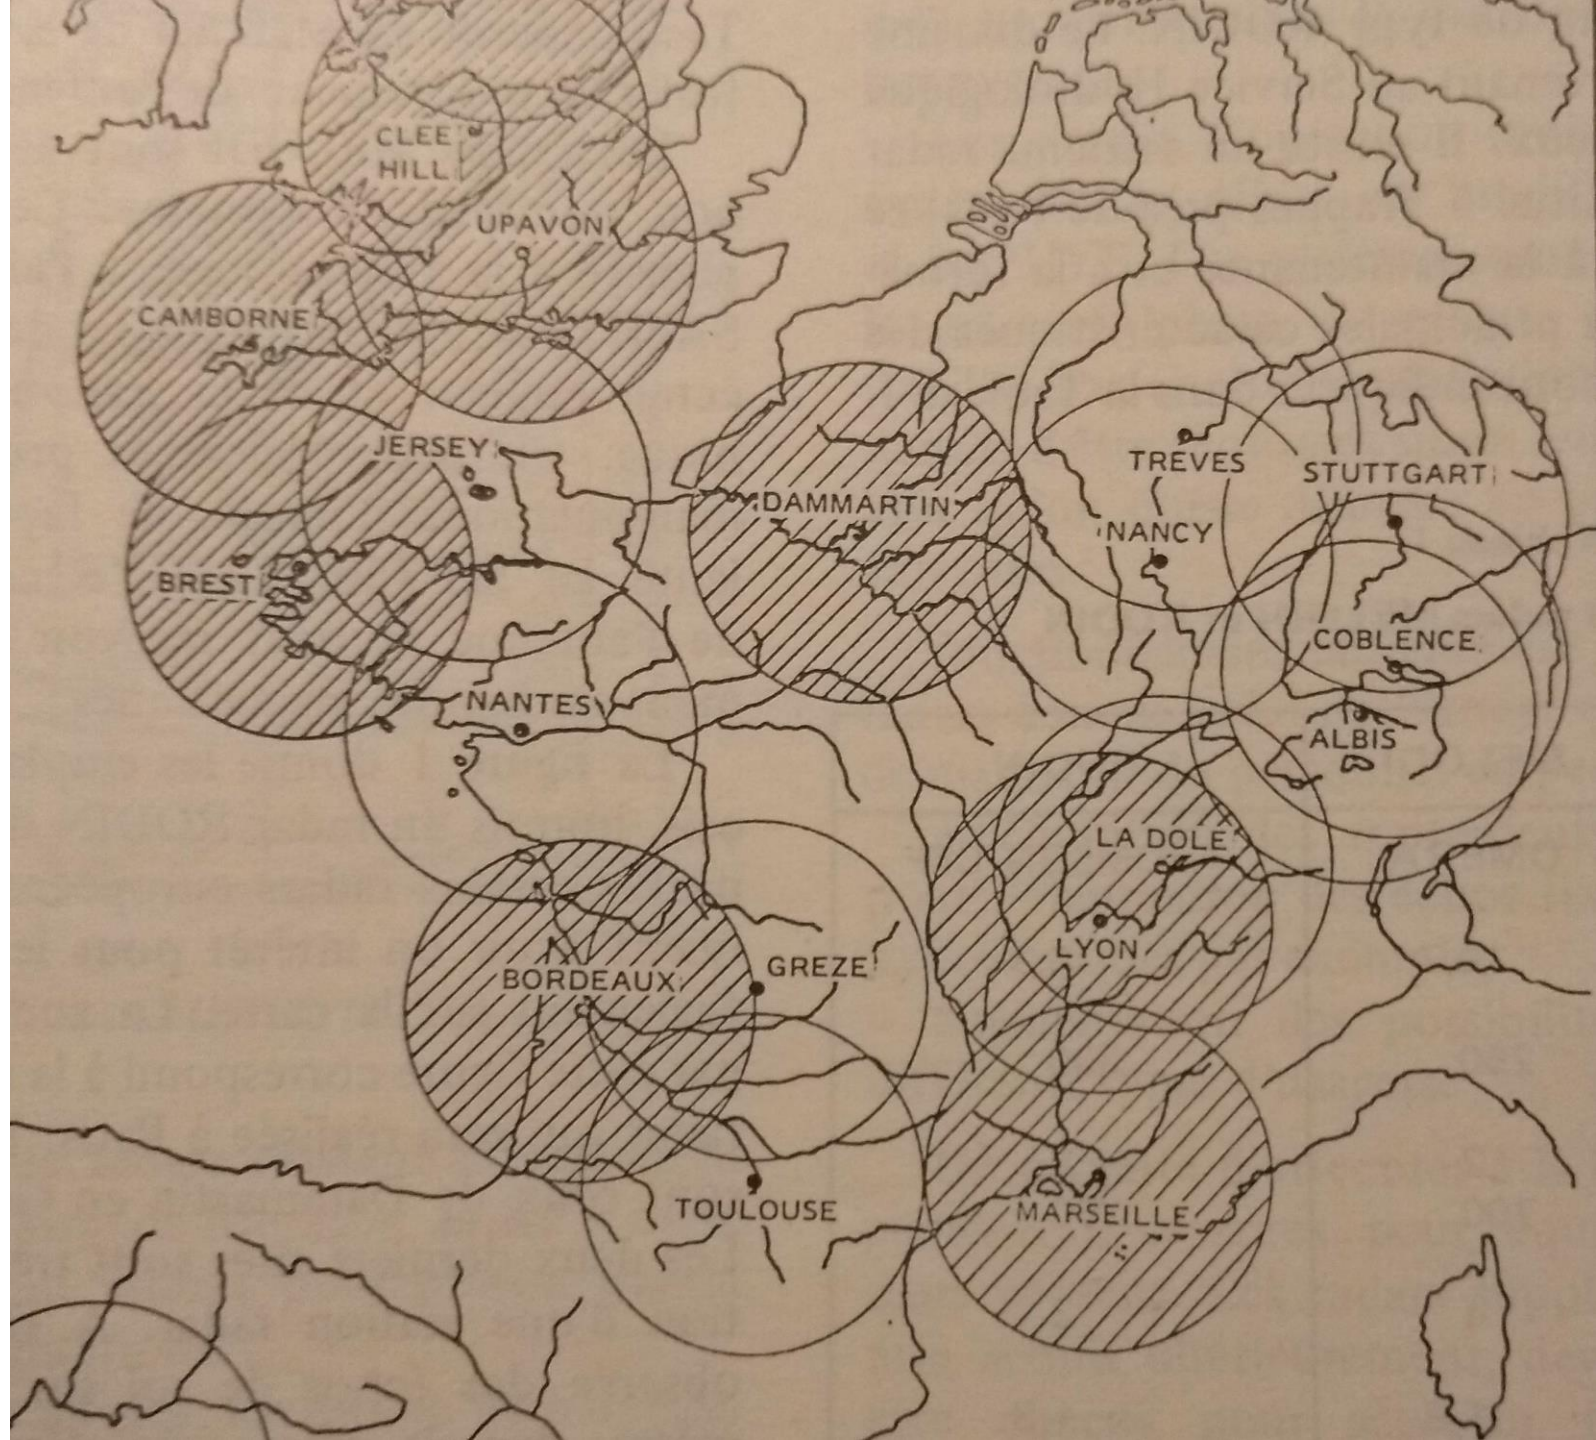 CLEE
HILL
UPAVON
CAMBORNE
JERSEY
TREVES
STUTTGART
DAMMARTIN
NANCY
BREST
COBLENCE
NANTES
ALBIS
LA DOLE
LYON
GREZE
BORDEAUX
TOULOUSE
MARSEILLE